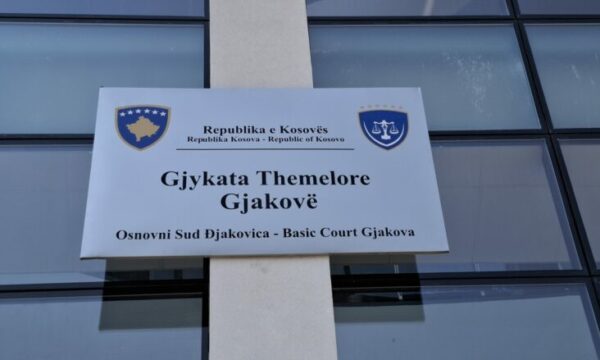 Republika e Kosovës
Republika Kosova - Republic of Kosovo
Gjykata Themelore
Gjakovë
Osnovni Sud Đjakovica - Basic Court Gjakova